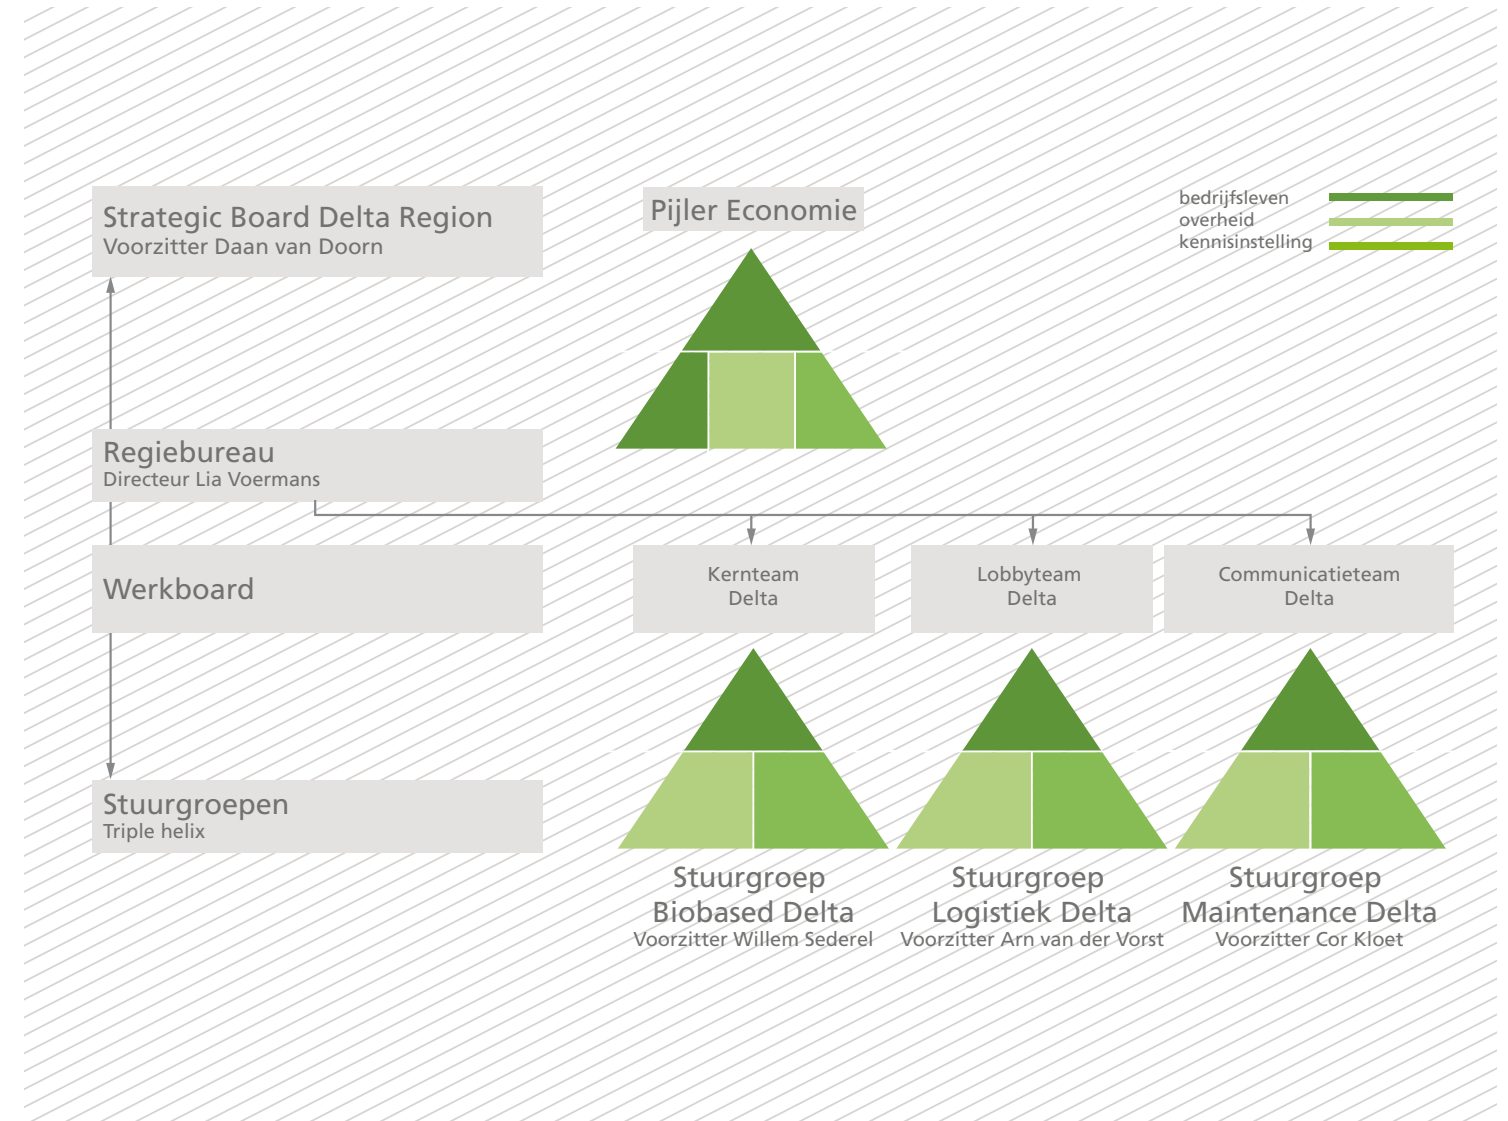 Strategic Board Delta Region
Voorzitter Daan van Doorn
Pijler Economie
bedrijfsleven
overheid
kennisinstelling
Regiebureau
Directeur Lia Voermans
Werkboard
Kernteam
Delta
Lobbyteam
Delta
Communicatieteam
Delta
Stuurgroepen
Triple helix
Stuurgroep
Biobased Delta
Voorzitter Willem Sederel
Stuurgroep
Logistiek Delta
Voorzitter Arn van der Vorst
Stuurgroep
Maintenance Delta
Voorzitter Cor Kloet